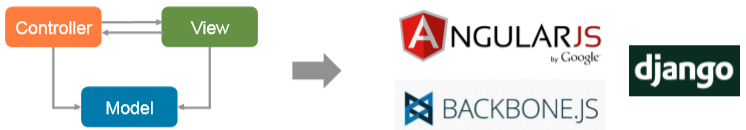 Controller
View
Model
ANGULARJS
by Google
BACKBONE.JS
django